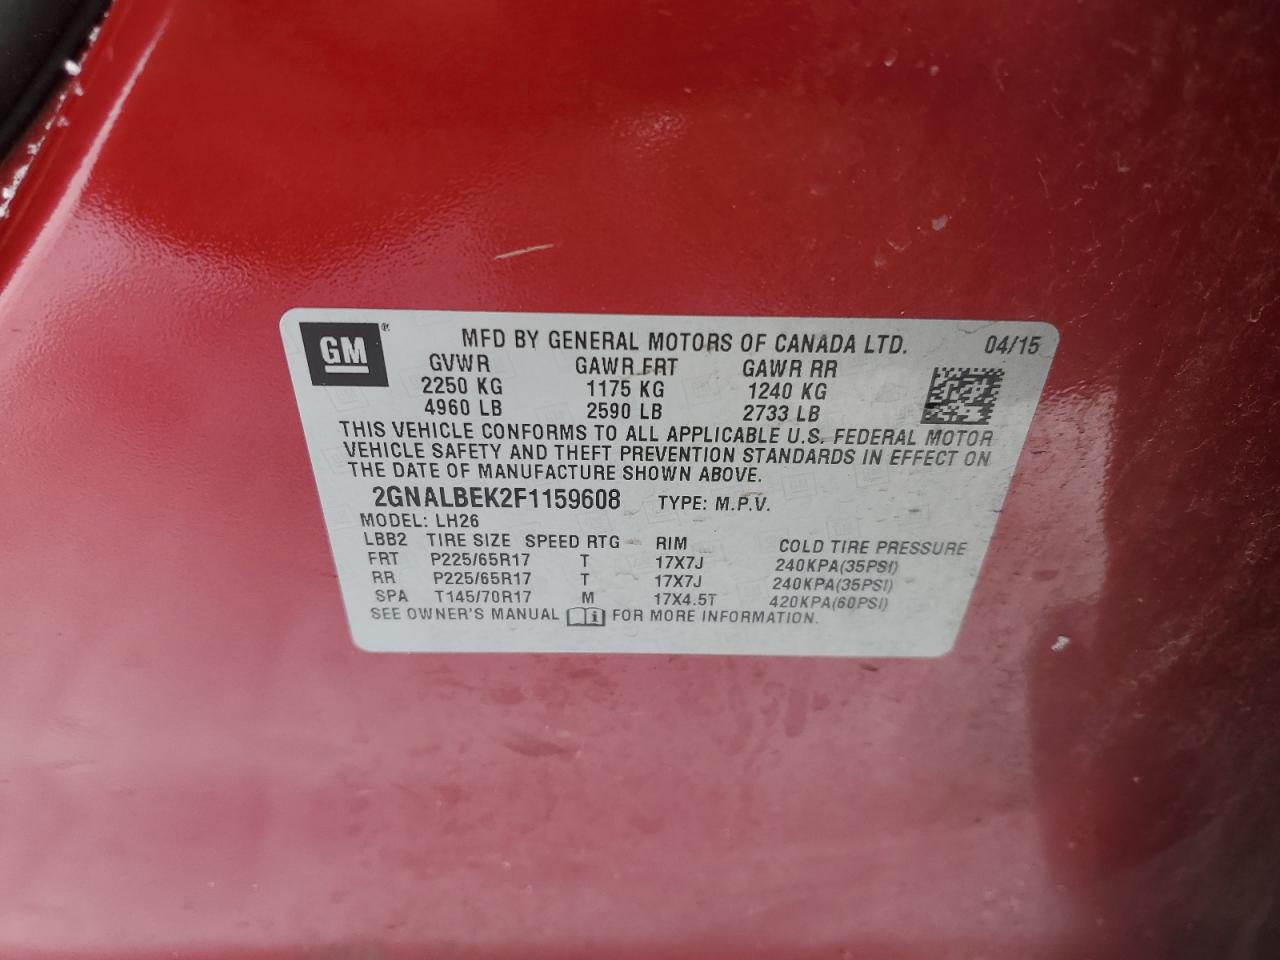 GM®
MFD BY GENERAL MOTORS OF CANADA LTD. 04/15
GVWR GAWR FRT GAWR RR
2250 KG 1175 KG 1240 KG
4960 LB 2590 LB 2733 LB
THIS VEHICLE CONFORMS TO ALL APPLICABLE U.S. FEDERAL MOTOR
VEHICLE SAFETY AND THEFT PREVENTION STANDARDS IN EFFECT ON
THE DATE OF MANUFACTURE SHOWN ABOVE.
2GNALBEK2F1159608 TYPE: M.P.V.
MODEL: LH26
LBB2 TIRE SIZE SPEED RTG RIM COLD TIRE PRESSURE
FRT P225/65R17 T 17X7J 240KPA(35PSI)
RR P225/65R17 T 17X7J 240KPA(35PSI)
SPA T145/70R17 M 17X4.5T 420KPA(60PSI)
SEE OWNER'S MANUAL i FOR MORE INFORMATION.